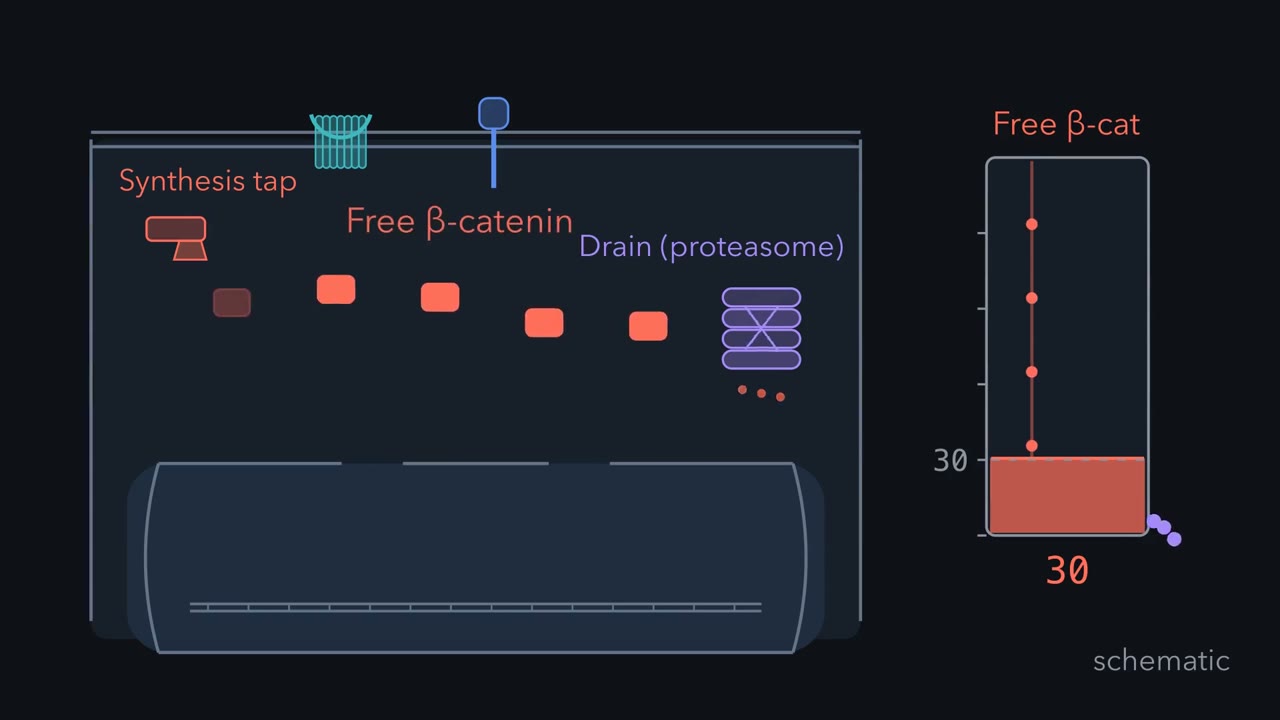 Synthesis tap
Free β-catenin
Drain (proteasome)
Free β-cat
30
30
schematic